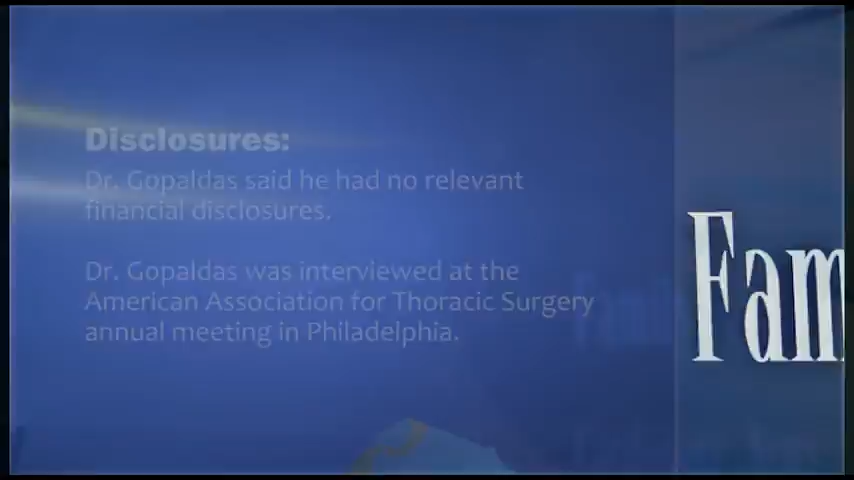 Disclosures:
Dr. Gopaldas said he had no relevant
financial disclosures.
Dr. Gopaldas was interviewed at the
American Association for Thoracic Surgery
annual meeting in Philadelphia.
Fam